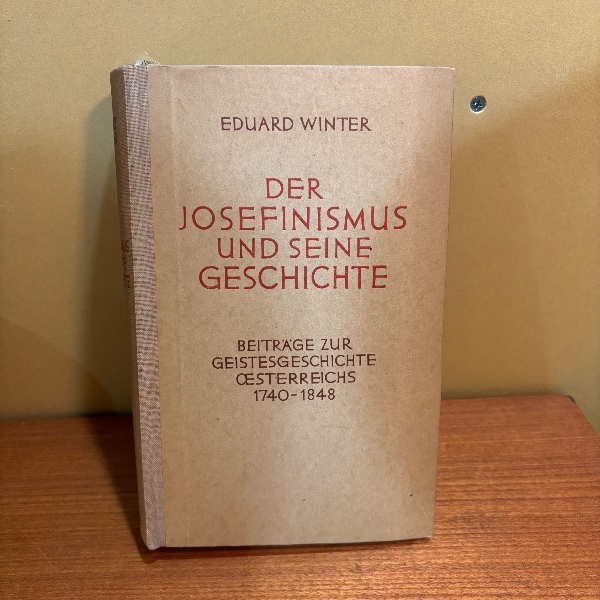 EDUARD WINTER
DER
JOSEFINISMUS
UND SEINE
GESCHICHTE
BEITRÄGE ZUR
GEISTESGESCHICHTE
ŒSTERREICHS
1740-1848